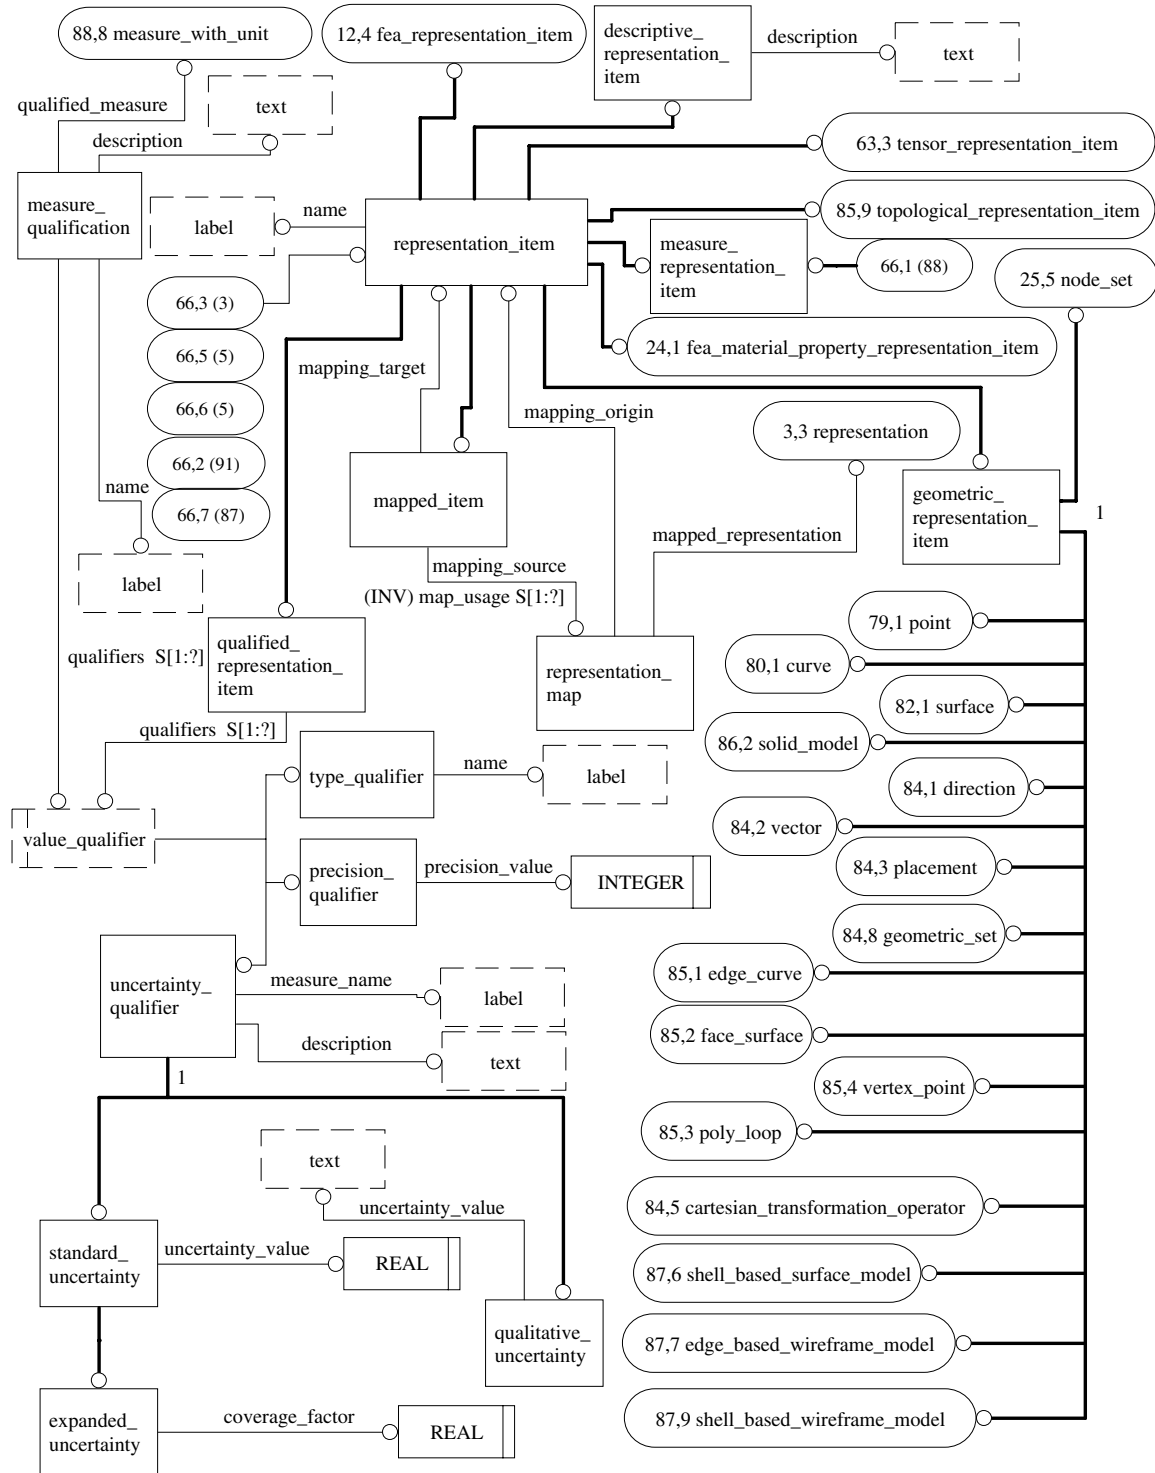 88,8 measure_with_unit
12,4 fea_representation_item
descriptive_
representation_
item
description
text
qualified_measure
text
description
63,3 tensor_representation_item
measure_
qualification
label
name
representation_item
85,9 topological_representation_item
measure_
representation_
item
66,1 (88)
25,5 node_set
66,3 (3)
66,5 (5)
66,6 (5)
66,2 (91)
66,7 (87)
24,1 fea_material_property_representation_item
mapping_target
mapping_origin
3,3 representation
name
label
mapped_item
mapped_representation
geometric_
representation_
item
1
mapping_source
(INV) map_usage S[1:?]
qualifiers S[1:?]
qualified_
representation_
item
representation_
map
79,1 point
80,1 curve
82,1 surface
86,2 solid_model
84,1 direction
84,2 vector
84,3 placement
84,8 geometric_set
85,1 edge_curve
85,2 face_surface
85,4 vertex_point
85,3 poly_loop
84,5 cartesian_transformation_operator
87,6 shell_based_surface_model
87,7 edge_based_wireframe_model
87,9 shell_based_wireframe_model
qualifiers S[1:?]
type_qualifier
name
label
value_qualifier
precision_
qualifier
precision_value
INTEGER
uncertainty_
qualifier
measure_name
label
description
text
1
text
uncertainty_value
standard_
uncertainty
uncertainty_value
REAL
qualitative_
uncertainty
expanded_
uncertainty
coverage_factor
REAL